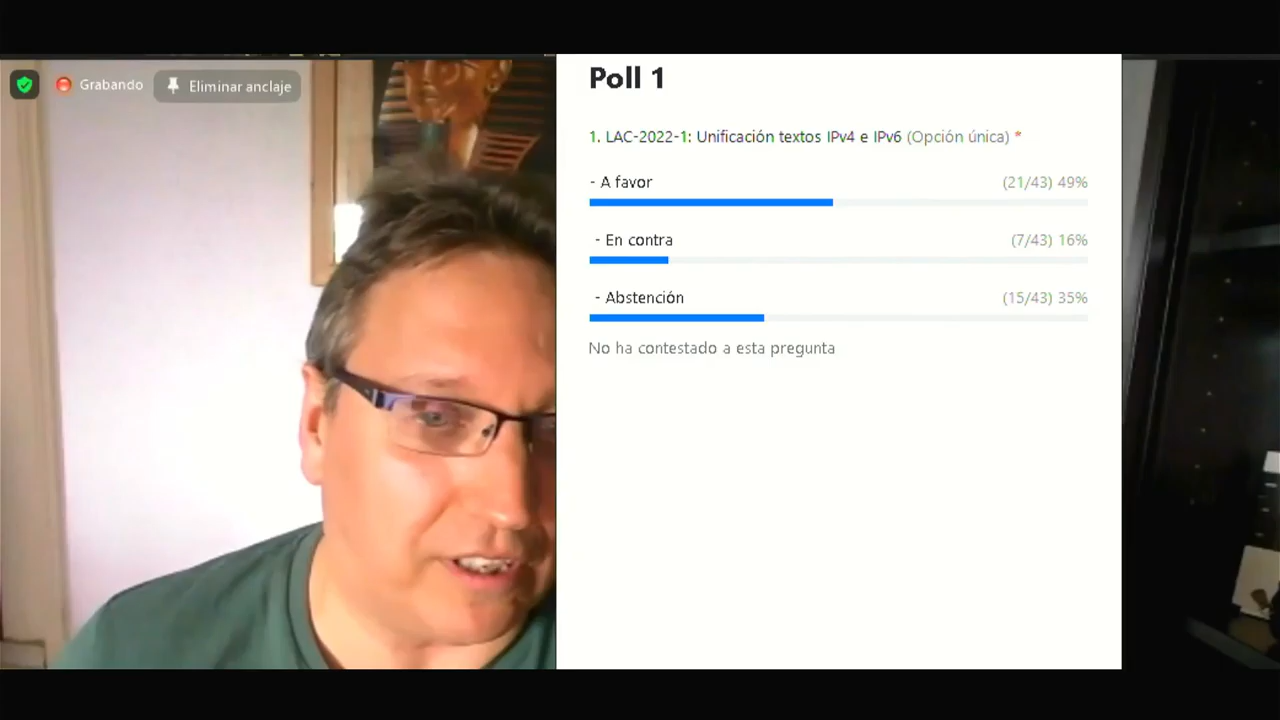 Grabando
Eliminar anclaje
Poll 1
1. LAC-2022-1: Unificación textos IPv4 e IPv6 (Opción única) *
- A favor (21/43) 49%
- En contra (7/43) 16%
- Abstención (15/43) 35%
No ha contestado a esta pregunta